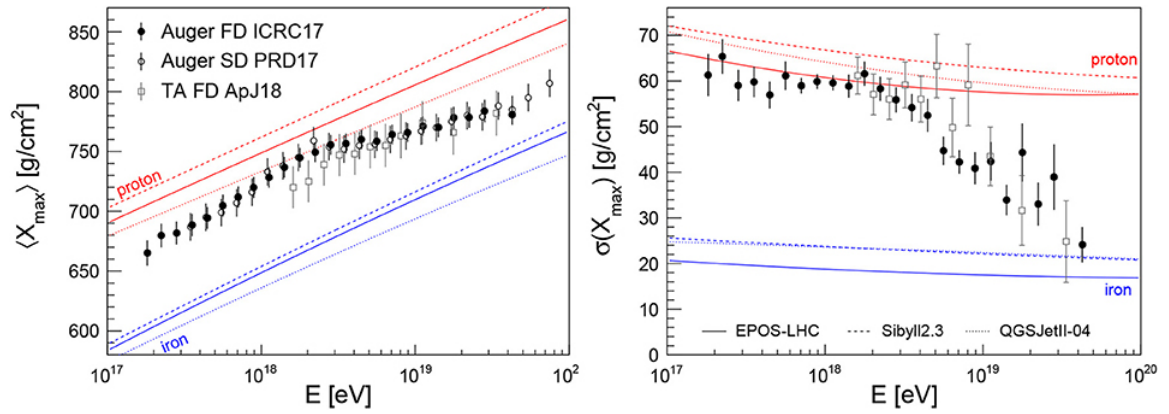 850
800
750
700
650
600
⟨X_max⟩ [g/cm²]
Auger FD ICRC17
Auger SD PRD17
TA FD ApJ18
proton
iron
10^17
10^18
10^19
10^2
E [eV]
70
60
50
40
30
20
10
0
σ(X_max) [g/cm²]
proton
iron
EPOS-LHC
Sibyll2.3
QGSJetII-04
10^17
10^18
10^19
10^20
E [eV]